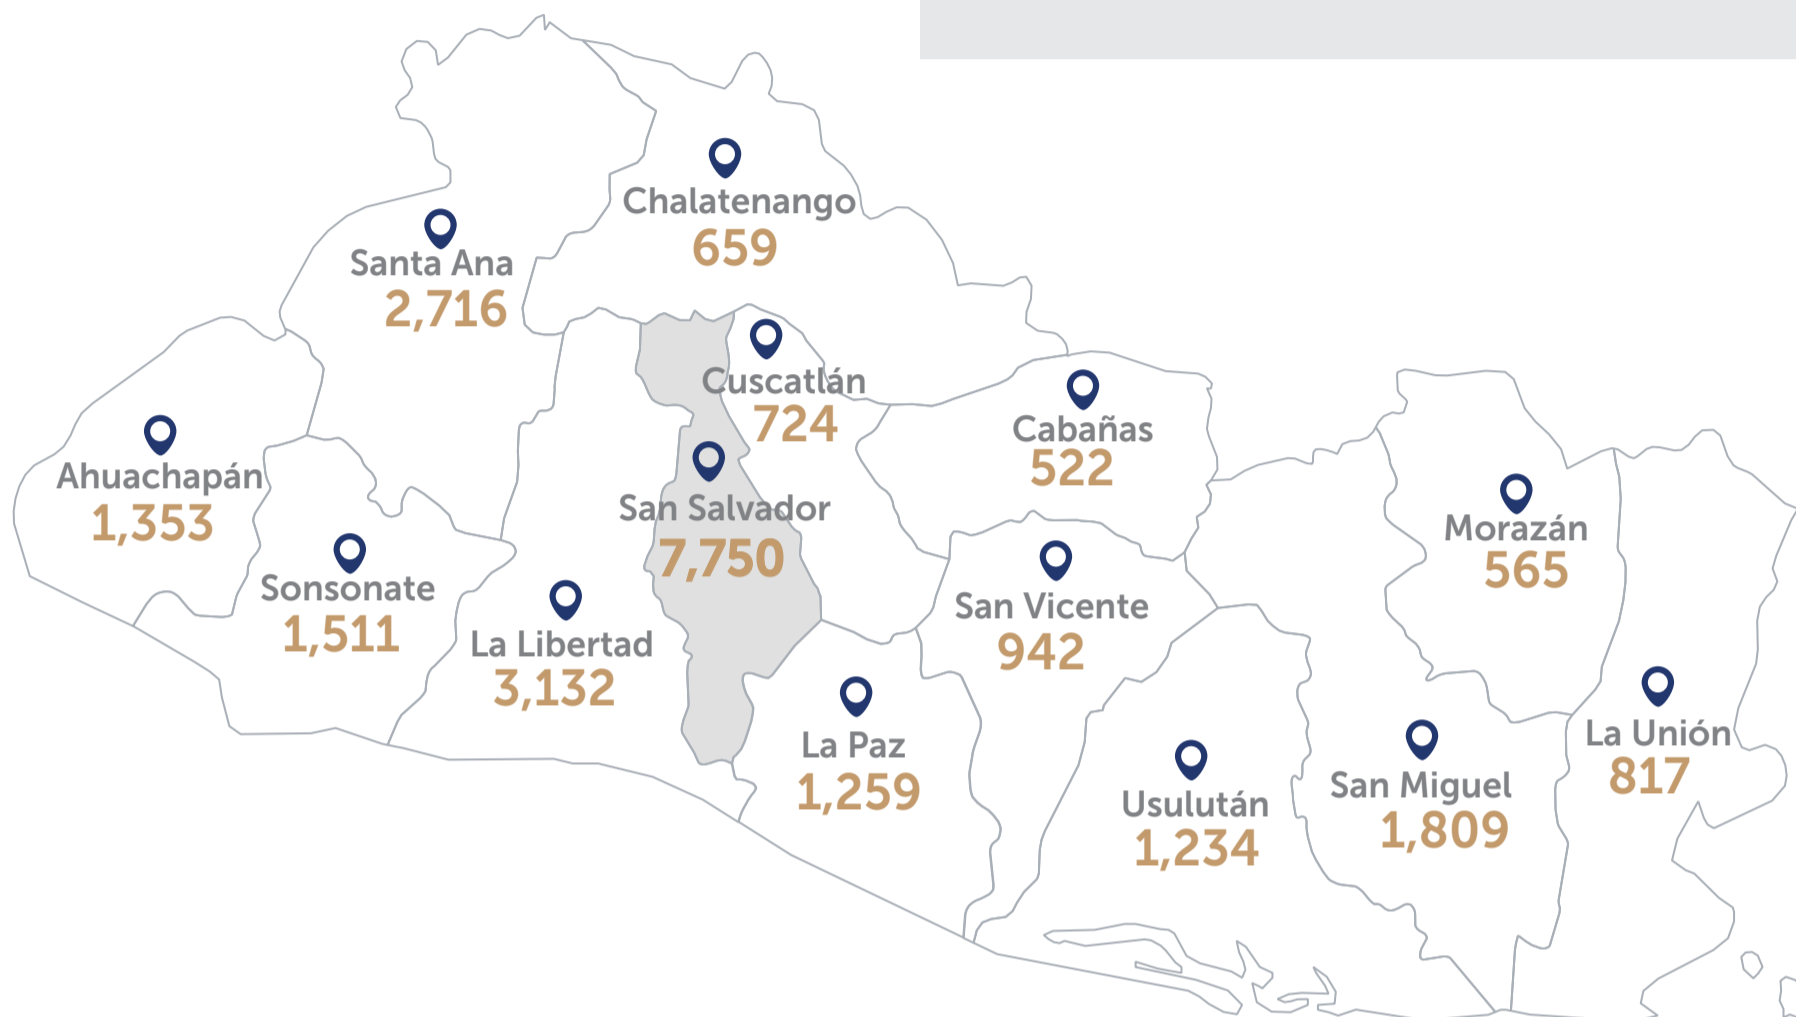 Chalatenango
659
Santa Ana
2,716
Cuscatlán
724
Cabañas
522
Ahuachapán
1,353
San Salvador
7,750
Morazán
565
Sonsonate
1,511
La Libertad
3,132
San Vicente
942
La Paz
1,259
Usulután
1,234
San Miguel
1,809
La Unión
817